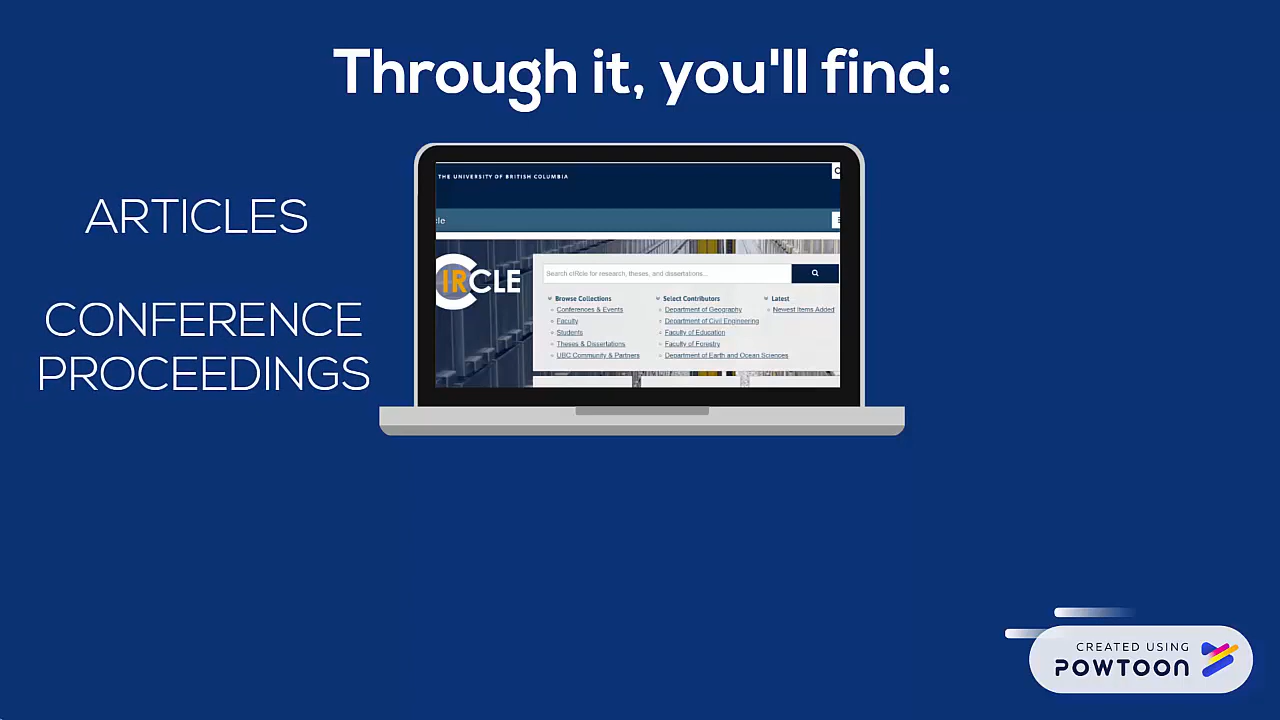 Through it, you'll find:
ARTICLES
CONFERENCE
PROCEEDINGS
THE UNIVERSITY OF BRITISH COLUMBIA
cle
CIRCLE
Search cIRcle for research, theses, and dissertations...
Browse Collections
Conferences & Events
Faculty
Students
Theses & Dissertations
UBC Community & Partners
Select Contributors
Department of Geography
Department of Civil Engineering
Faculty of Education
Faculty of Forestry
Department of Earth and Ocean Sciences
Latest
Newest Items Added
CREATED USING
POWTOON